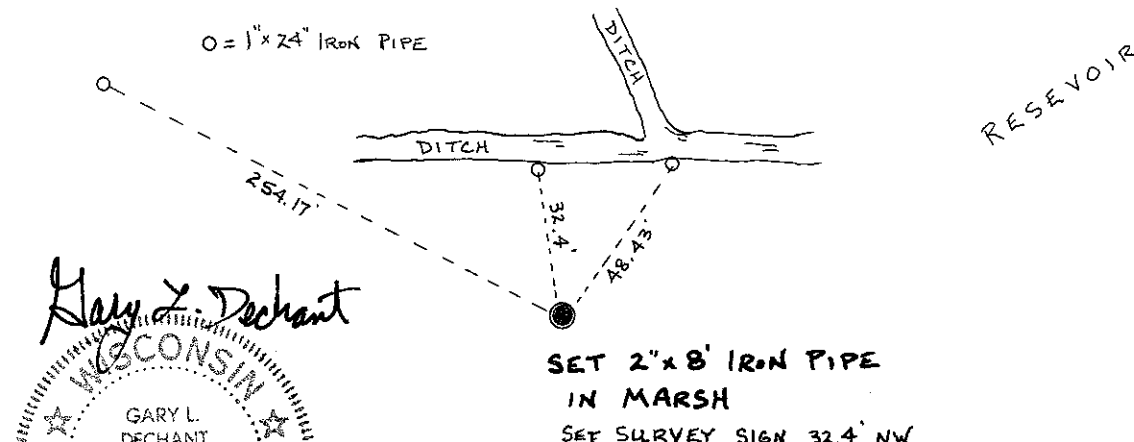 O = 1" x 24" IRON PIPE
DITCH
RESEVOIR
DITCH
254.17'
32.4'
48.43'
Gary L. Dechant
WISCONSIN
GARY L.
DECHANT
SET 2" x 8' IRON PIPE
IN MARSH
SET SURVEY SIGN 32.4' NW